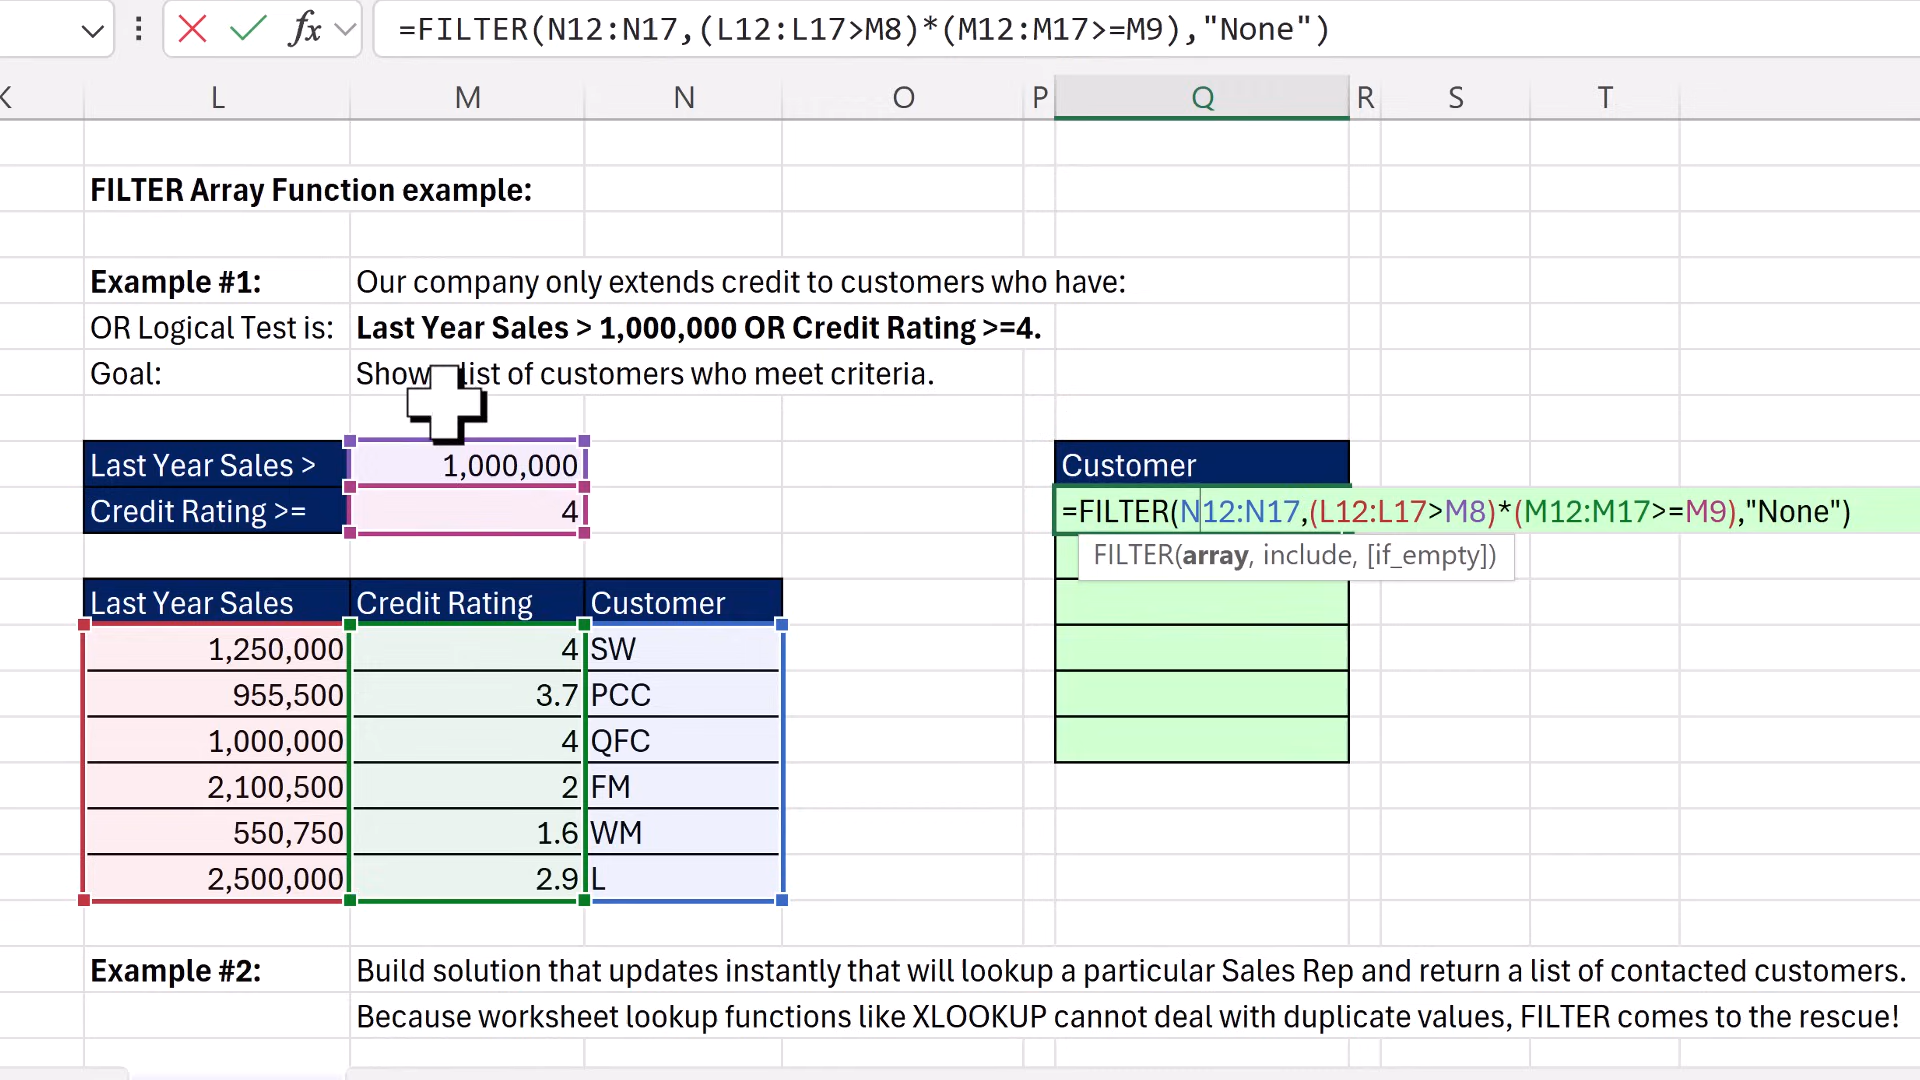 fx =FILTER(N12:N17,(L12:L17>M8)*(M12:M17>=M9),"None")
K L M N O P Q R S T
FILTER Array Function example:
Example #1: Our company only extends credit to customers who have:
OR Logical Test is: Last Year Sales > 1,000,000 OR Credit Rating >=4.
Goal: Show list of customers who meet criteria.
Last Year Sales > 1,000,000 Customer
Credit Rating >= 4 =FILTER(N12:N17,(L12:L17>M8)*(M12:M17>=M9),"None")
FILTER(array, include, [if_empty])
Last Year Sales Credit Rating Customer
1,250,000 4 SW
955,500 3.7 PCC
1,000,000 4 QFC
2,100,500 2 FM
550,750 1.6 WM
2,500,000 2.9 L
Example #2: Build solution that updates instantly that will lookup a particular Sales Rep and return a list of contacted customers.
Because worksheet lookup functions like XLOOKUP cannot deal with duplicate values, FILTER comes to the rescue!